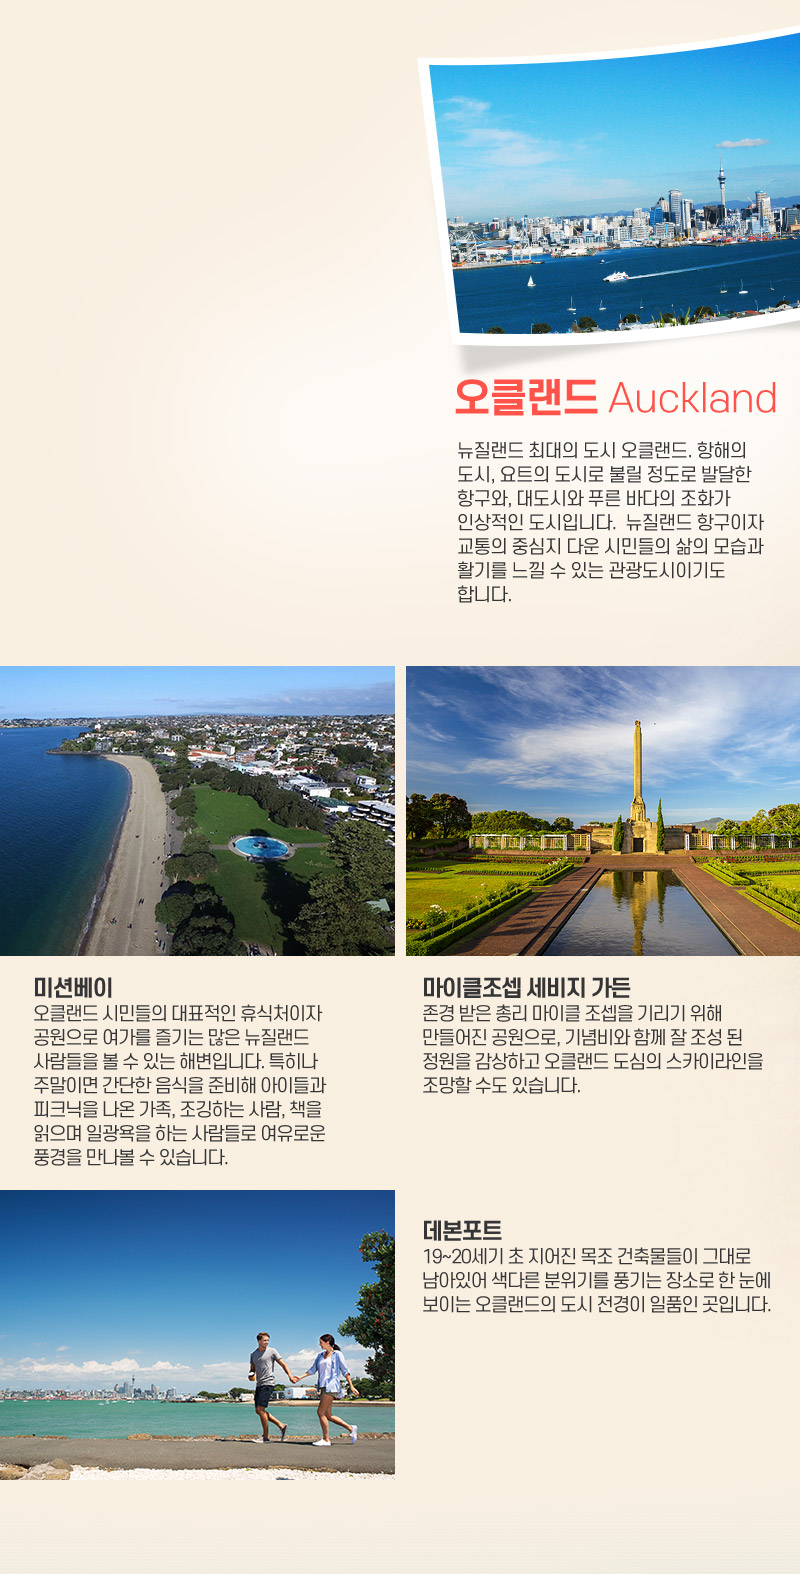 오클랜드 Auckland
뉴질랜드 최대의 도시 오클랜드. 항해의
도시, 요트의 도시로 불릴 정도로 발달한
항구와, 대도시와 푸른 바다의 조화가
인상적인 도시입니다. 뉴질랜드 항구이자
교통의 중심지 다운 시민들의 삶의 모습과
활기를 느낄 수 있는 관광도시이기도
합니다.
미션베이
오클랜드 시민들의 대표적인 휴식처이자
공원으로 여가를 즐기는 많은 뉴질랜드
사람들을 볼 수 있는 해변입니다. 특히나
주말이면 간단한 음식을 준비해 아이들과
피크닉을 나온 가족, 조깅하는 사람, 책을
읽으며 일광욕을 하는 사람들로 여유로운
풍경을 만나볼 수 있습니다.
마이클조셉 세비지 가든
존경 받은 총리 마이클 조셉을 기리기 위해
만들어진 공원으로, 기념비와 함께 잘 조성 된
정원을 감상하고 오클랜드 도심의 스카이라인을
조망할 수도 있습니다.
데본포트
19~20세기 초 지어진 목조 건축물들이 그대로
남아있어 색다른 분위기를 풍기는 장소로 한 눈에
보이는 오클랜드의 도시 전경이 일품인 곳입니다.